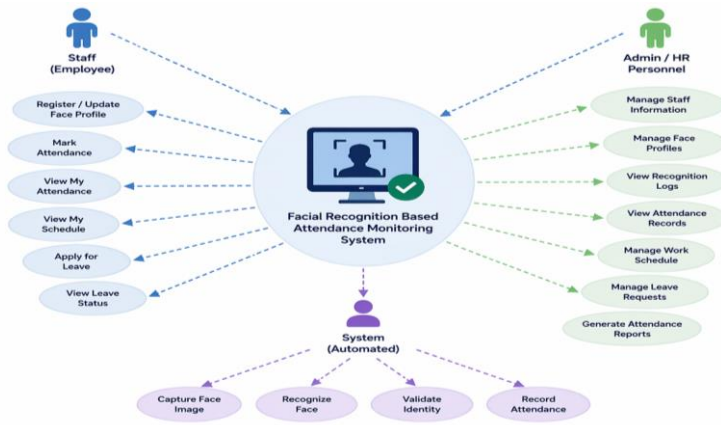 Staff
(Employee)
Admin / HR
Personnel
Register / Update
Face Profile
Mark
Attendance
View My
Attendance
View My
Schedule
Apply for
Leave
View Leave
Status
Facial Recognition Based
Attendance Monitoring
System
Manage Staff
Information
Manage Face
Profiles
View Recognition
Logs
View Attendance
Records
Manage Work
Schedule
Manage Leave
Requests
Generate Attendance
Reports
System
(Automated)
Capture Face
Image
Recognize
Face
Validate
Identity
Record
Attendance